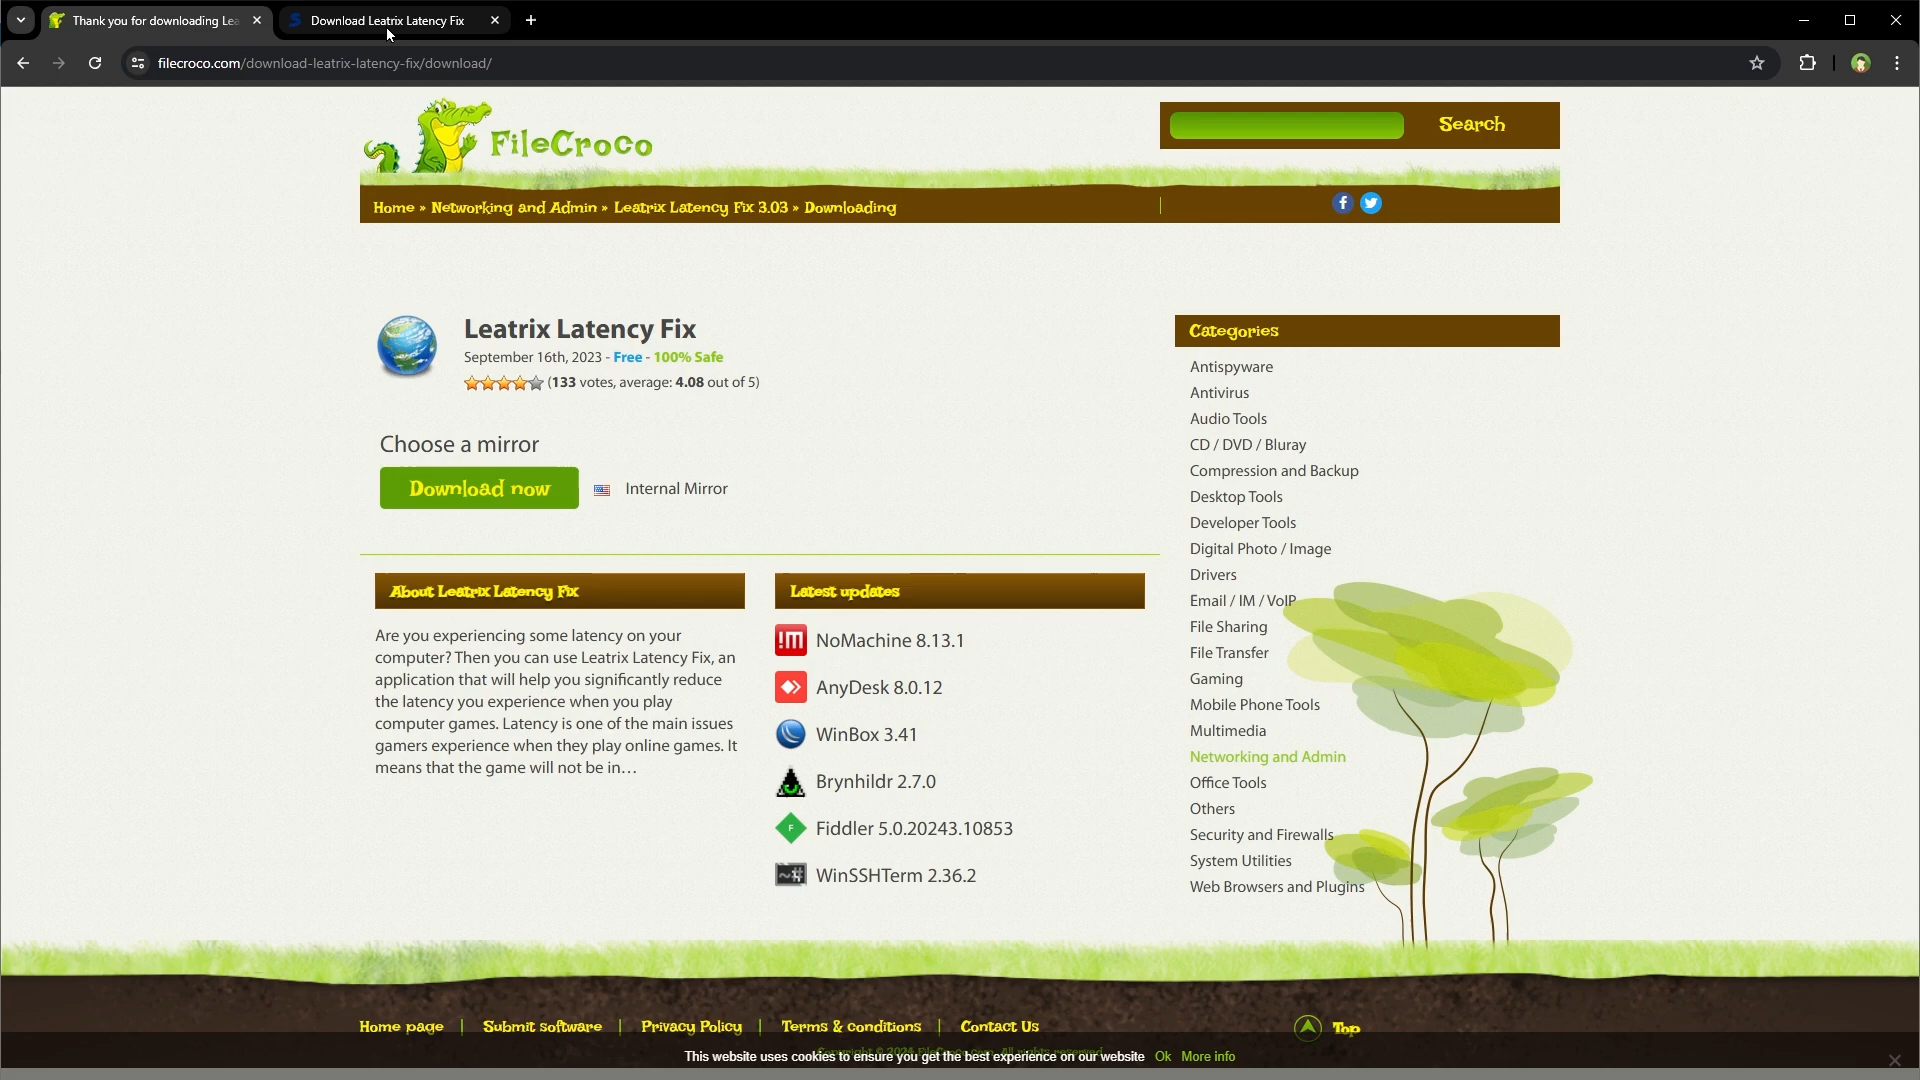 Thank you for downloading Lea
Download Leatrix Latency Fix
filecroco.com/download-leatrix-latency-fix/download/
FileCroco
Search
Home » Networking and Admin » Leatrix Latency Fix 3.03 » Downloading
Leatrix Latency Fix
September 16th, 2023 - Free - 100% Safe
(133 votes, average: 4.08 out of 5)
Choose a mirror
Download now
Internal Mirror
About Leatrix Latency Fix
Are you experiencing some latency on your
computer? Then you can use Leatrix Latency Fix, an
application that will help you significantly reduce
the latency you experience when you play
computer games. Latency is one of the main issues
gamers experience when they play online games. It
means that the game will not be in…
Latest updates
NoMachine 8.13.1
AnyDesk 8.0.12
WinBox 3.41
Brynhildr 2.7.0
Fiddler 5.0.20243.10853
WinSSHTerm 2.36.2
Categories
Antispyware
Antivirus
Audio Tools
CD / DVD / Bluray
Compression and Backup
Desktop Tools
Developer Tools
Digital Photo / Image
Drivers
Email / IM / VoIP
File Sharing
File Transfer
Gaming
Mobile Phone Tools
Multimedia
Networking and Admin
Office Tools
Others
Security and Firewalls
System Utilities
Web Browsers and Plugins
Home page | Submit software | Privacy Policy | Terms & conditions | Contact Us
Top
This website uses cookies to ensure you get the best experience on our website Ok More info